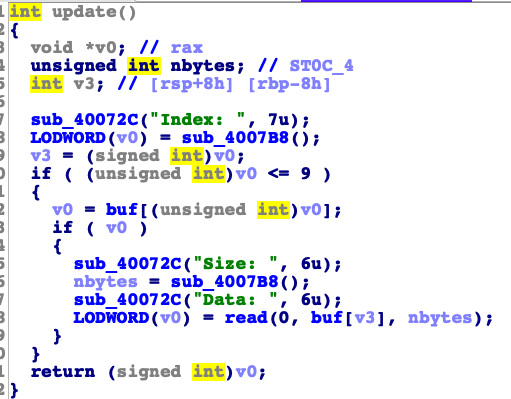 1 int update()
2 {
3 void *v0; // rax
4 unsigned int nbytes; // ST0C_4
5 int v3; // [rsp+8h] [rbp-8h]
6
7 sub_40072C("Index: ", 7u);
8 LODWORD(v0) = sub_4007B8();
9 v3 = (signed int)v0;
0 if ( (unsigned int)v0 <= 9 )
1 {
2 v0 = buf[(unsigned int)v0];
3 if ( v0 )
4 {
5 sub_40072C("Size: ", 6u);
6 nbytes = sub_4007B8();
7 sub_40072C("Data: ", 6u);
8 LODWORD(v0) = read(0, buf[v3], nbytes);
9 }
0 }
1 return (signed int)v0;
2 }